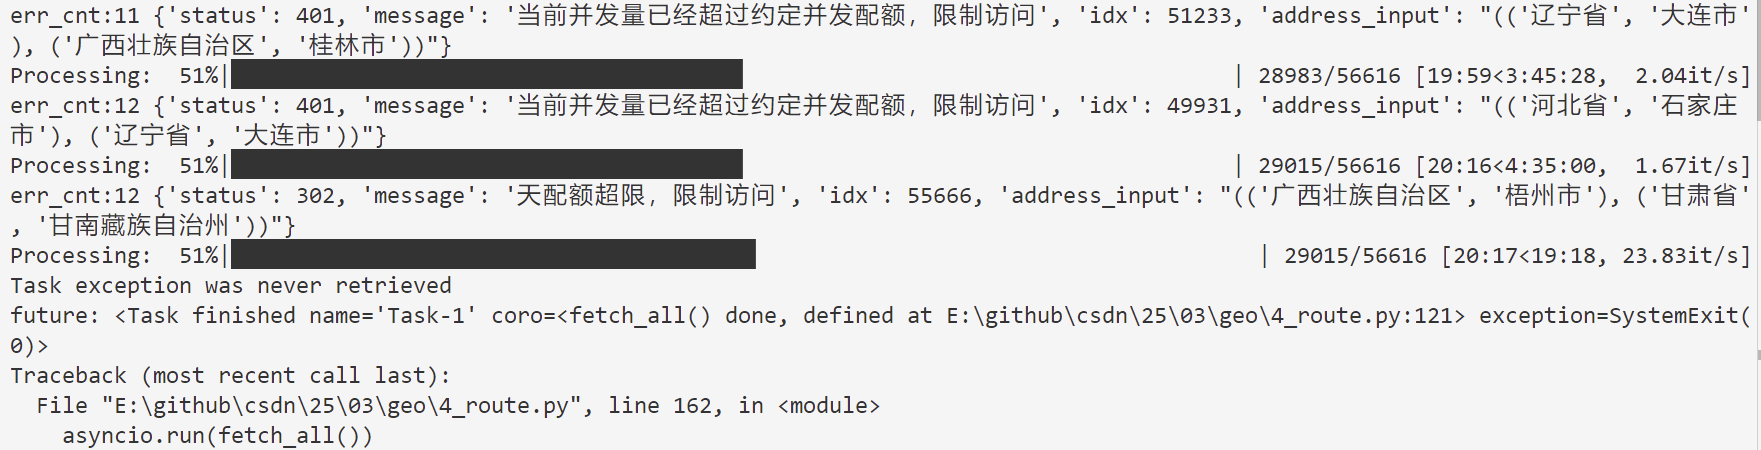 err_cnt:11 {'status': 401, 'message': '当前并发量已经超过约定并发配额，限制访问', 'idx': 51233, 'address_input': "(('辽宁省', '大连市'
), ('广西壮族自治区', '桂林市'))"}
Processing:  51%|                                      | 28983/56616 [19:59<3:45:28,  2.04it/s]
err_cnt:12 {'status': 401, 'message': '当前并发量已经超过约定并发配额，限制访问', 'idx': 49931, 'address_input': "(('河北省', '石家庄
市'), ('辽宁省', '大连市'))"}
Processing:  51%|                                      | 29015/56616 [20:16<4:35:00,  1.67it/s]
err_cnt:12 {'status': 302, 'message': '天配额超限，限制访问', 'idx': 55666, 'address_input': "(('广西壮族自治区', '梧州市'), ('甘肃省'
, '甘南藏族自治州'))"}
Processing:  51%|                                      | 29015/56616 [20:17<19:18, 23.83it/s]
Task exception was never retrieved
future: <Task finished name='Task-1' coro=<fetch_all() done, defined at E:\github\csdn\25\03\geo\4_route.py:121> exception=SystemExit(
0)>
Traceback (most recent call last):
  File "E:\github\csdn\25\03\geo\4_route.py", line 162, in <module>
    asyncio.run(fetch_all())